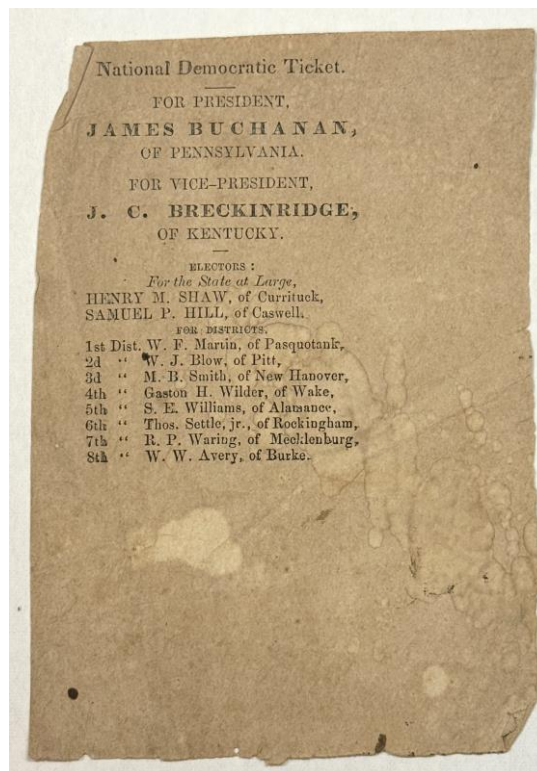 National Democratic Ticket.
FOR PRESIDENT,
JAMES BUCHANAN,
OF PENNSYLVANIA.
FOR VICE-PRESIDENT,
J. C. BRECKINRIDGE,
OF KENTUCKY.
ELECTORS :
For the State at Large,
HENRY M. SHAW, of Currituck,
SAMUEL P. HILL, of Caswell.
FOR DISTRICTS.
1st Dist. W. F. Martin, of Pasquotank,
2d “ W. J. Blow, of Pitt,
3d “ M. B. Smith, of New Hanover,
4th “ Gaston H. Wilder, of Wake,
5th “ S. E. Williams, of Alamance,
6th “ Thos. Settle, jr., of Rockingham,
7th “ R. P. Waring, of Mecklenburg,
8th “ W. W. Avery, of Burke.